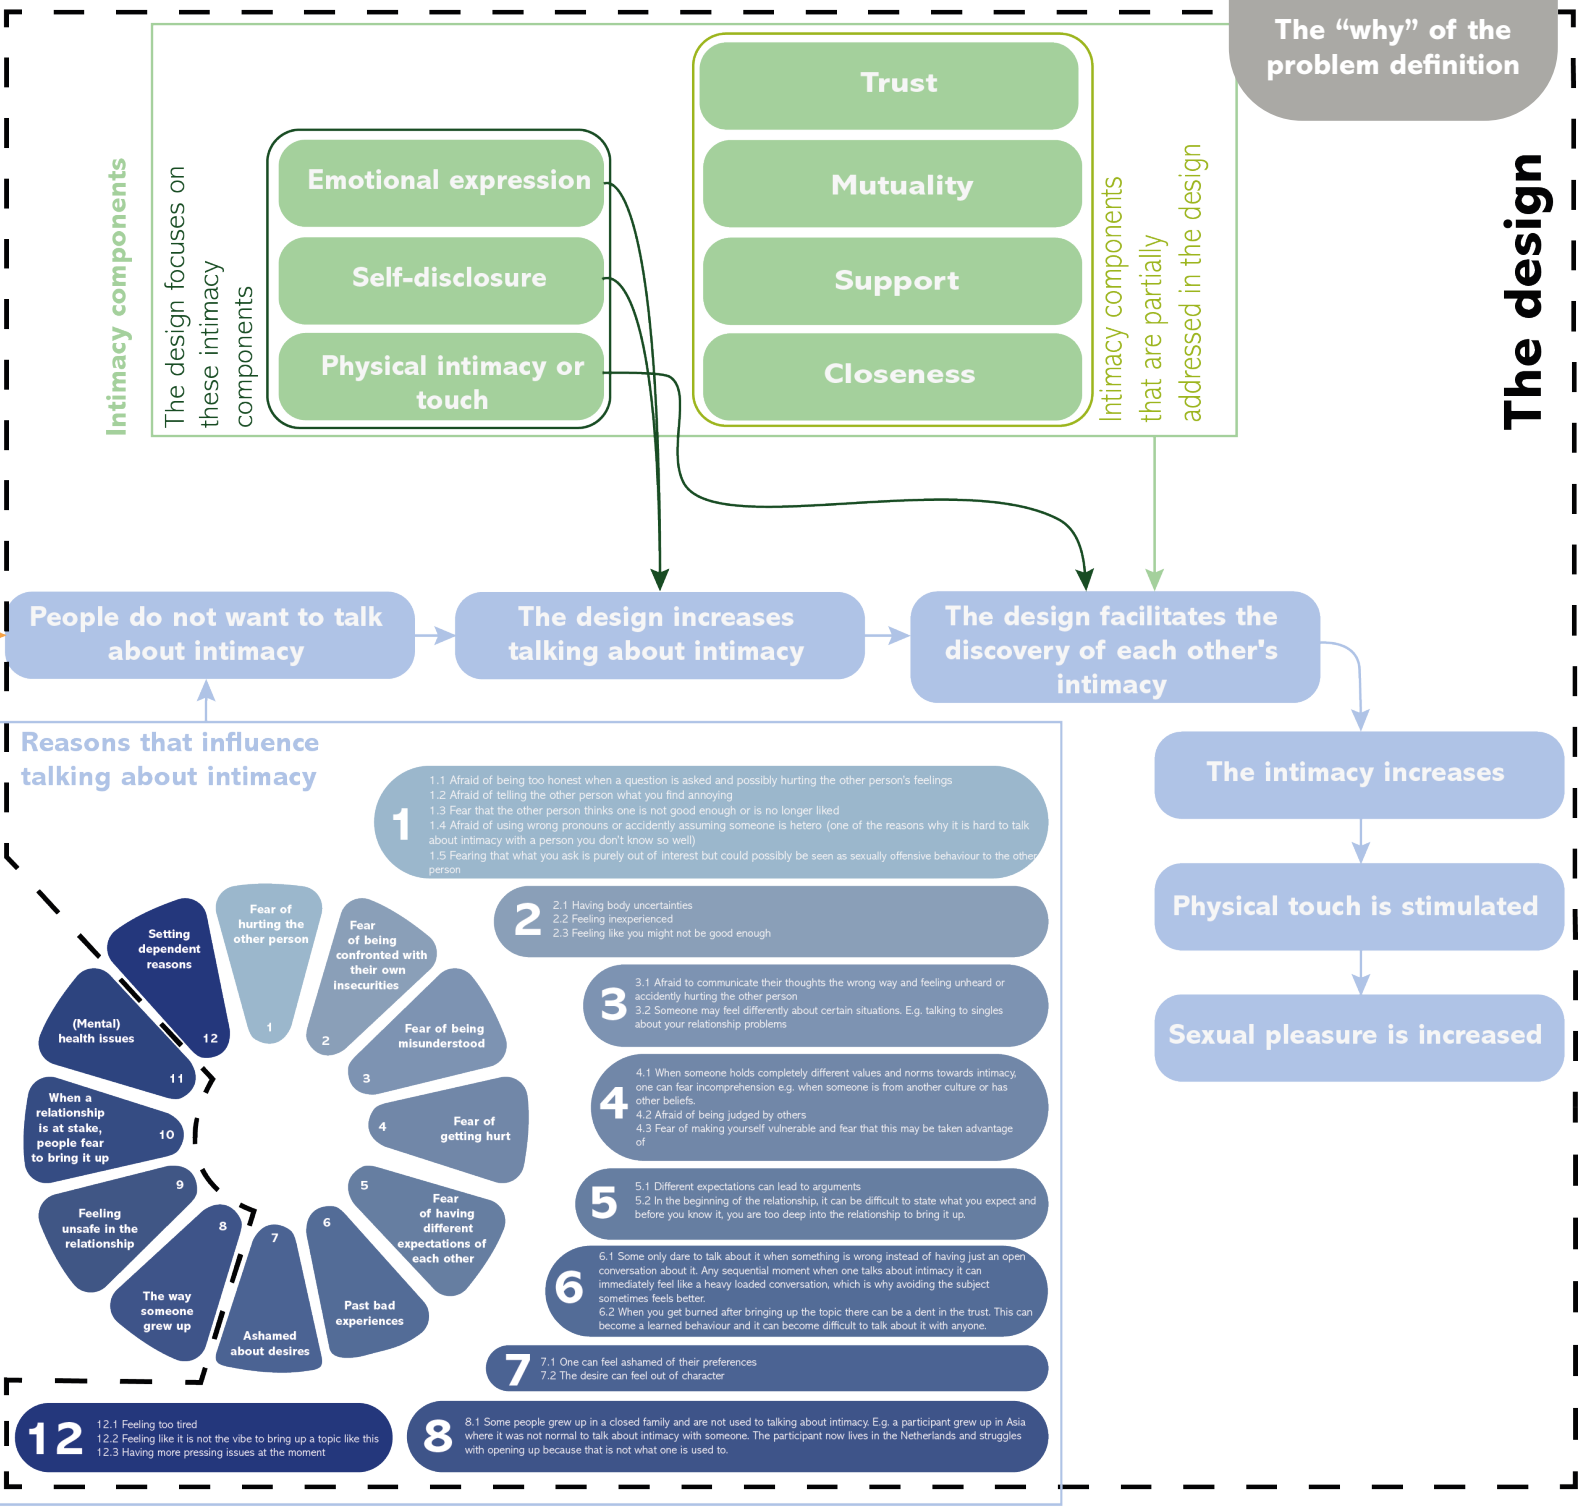 The “why” of the
problem definition
The design
Intimacy components
The design focuses on
these intimacy
components
Emotional expression
Self-disclosure
Physical intimacy or
touch
Trust
Mutuality
Support
Closeness
Intimacy components
that are partially
addressed in the design
People do not want to talk
about intimacy
The design increases
talking about intimacy
The design facilitates the
discovery of each other's
intimacy
The intimacy increases
Physical touch is stimulated
Sexual pleasure is increased
Reasons that influence
talking about intimacy
1
1.1 Afraid of being too honest when a question is asked and possibly hurting the other person's feelings
1.2 Afraid of telling the other person what you find annoying
1.3 Fear that the other person thinks one is not good enough or is no longer liked
1.4 Afraid of using wrong pronouns or accidently assuming someone is hetero (one of the reasons why it is hard to talk
about intimacy with a person you don't know so well)
1.5 Fearing that what you ask is purely out of interest but could possibly be seen as sexually offensive behaviour to the other
person
2
2.1 Having body uncertainties
2.2 Feeling inexperienced
2.3 Feeling like you might not be good enough
3
3.1 Afraid to communicate their thoughts the wrong way and feeling unheard or
accidently hurting the other person
3.2 Someone may feel differently about certain situations. E.g. talking to singles
about your relationship problems
4
4.1 When someone holds completely different values and norms towards intimacy,
one can fear incomprehension e.g. when someone is from another culture or has
other beliefs.
4.2 Afraid of being judged by others
4.3 Fear of making yourself vulnerable and fear that this may be taken advantage
of
5
5.1 Different expectations can lead to arguments
5.2 In the beginning of the relationship, it can be difficult to state what you expect and
before you know it, you are too deep into the relationship to bring it up.
6
6.1 Some only dare to talk about it when something is wrong instead of having just an open
conversation about it. Any sequential moment when one talks about intimacy it can
immediately feel like a heavy loaded conversation, which is why avoiding the subject
sometimes feels better.
6.2 When you get burned after bringing up the topic there can be a dent in the trust. This can
become a learned behaviour and it can become difficult to talk about it with anyone.
7
7.1 One can feel ashamed of their preferences
7.2 The desire can feel out of character
8
8.1 Some people grew up in a closed family and are not used to talking about intimacy. E.g. a participant grew up in Asia
where it was not normal to talk about intimacy with someone. The participant now lives in the Netherlands and struggles
with opening up because that is not what one is used to.
12
12.1 Feeling too tired
12.2 Feeling like it is not the vibe to bring up a topic like this
12.3 Having more pressing issues at the moment
Fear of
hurting the
other person
1
Fear
of being
confronted with
their own
insecurities
2
Fear of being
misunderstood
3
Fear of
getting hurt
4
Fear
of having
different
expectations of
each other
5
Past bad
experiences
6
Ashamed
about desires
7
The way
someone
grew up
8
Feeling
unsafe in the
relationship
9
When a
relationship
is at stake,
people fear
to bring it up
10
(Mental)
health issues
11
Setting
dependent
reasons
12